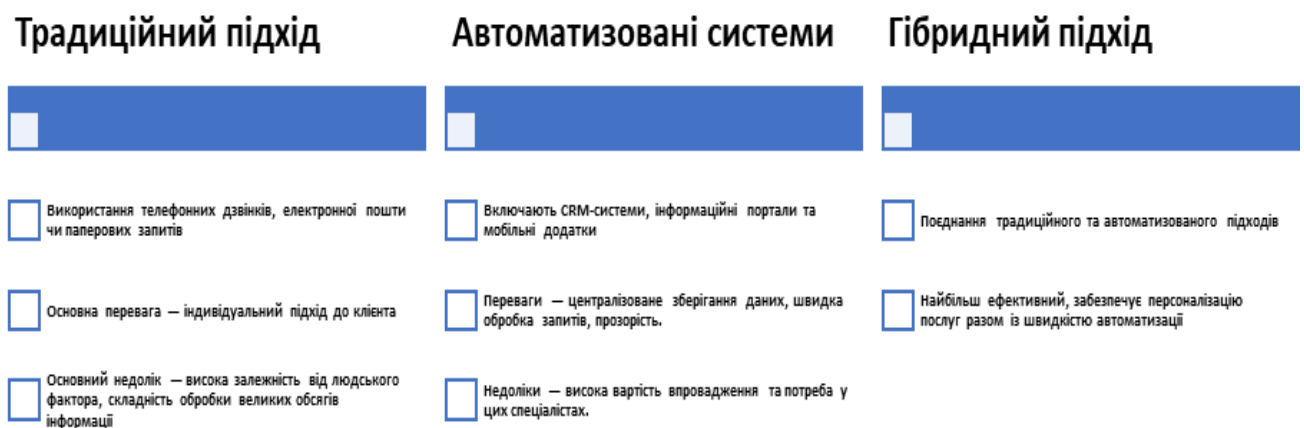 Традиційний підхід
Використання телефонних дзвінків, електронної пошти
чи паперових запитів
Основна перевага — індивідуальний підхід до клієнта
Основний недолік — висока залежність від людського
фактора, складність обробки великих обсягів
інформації
Автоматизовані системи
Включають CRM-системи, інформаційні портали та
мобільні додатки
Переваги — централізоване зберігання даних, швидка
обробка запитів, прозорість.
Недоліки — висока вартість впровадження та потреба у
цих спеціалістах.
Гібридний підхід
Поєднання традиційного та автоматизованого підходів
Найбільш ефективний, забезпечує персоналізацію
послуг разом із швидкістю автоматизації